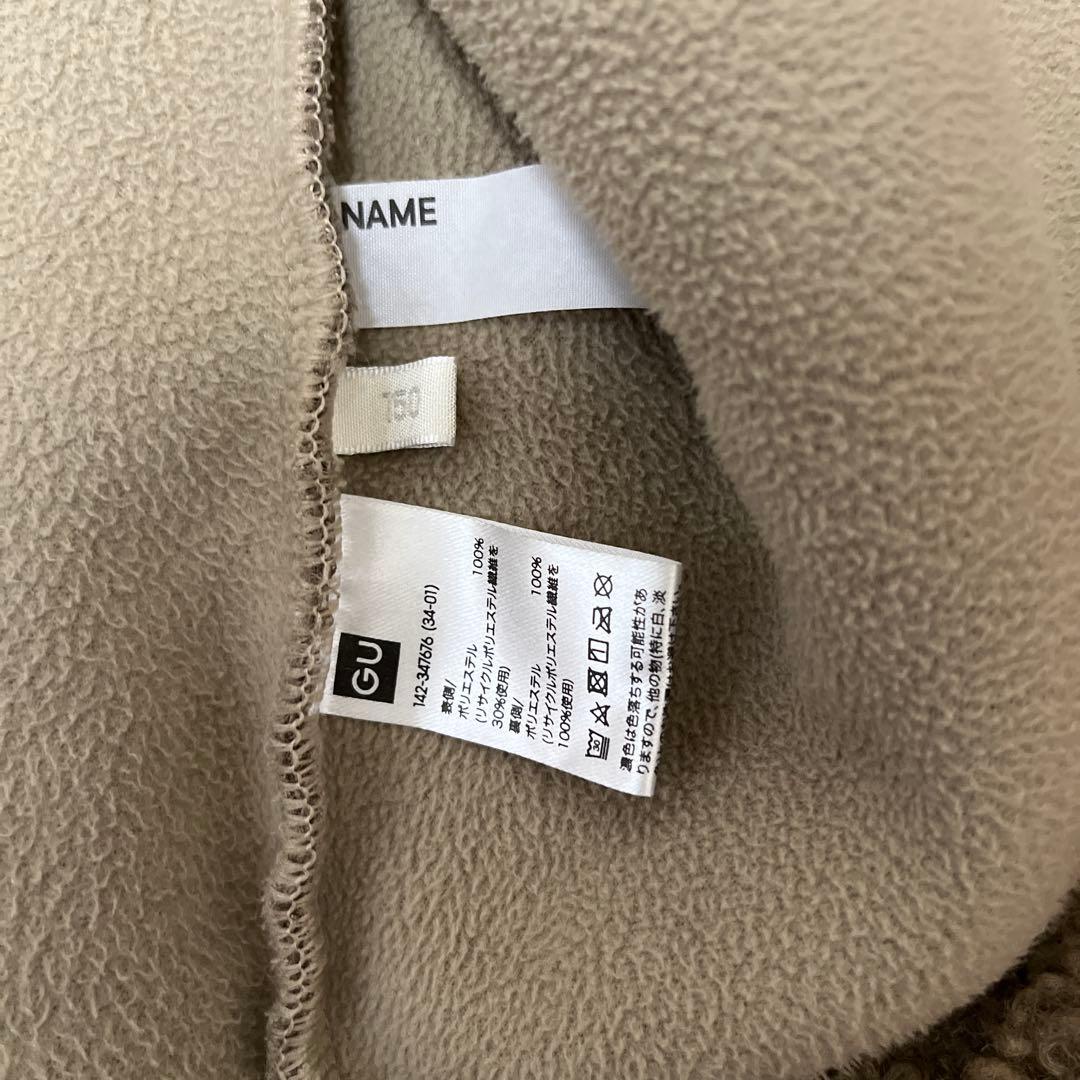 NAME
GU
142-347676 (34-01)
表側/
ポリエステル 100%
(リサイクルポリエステル繊維を
30%使用)
裏側/
ポリエステル 100%
(リサイクルポリエステル繊維を
100%使用)
30
濃色は色落ちする可能性があ
りますので、他の物(特に白、淡